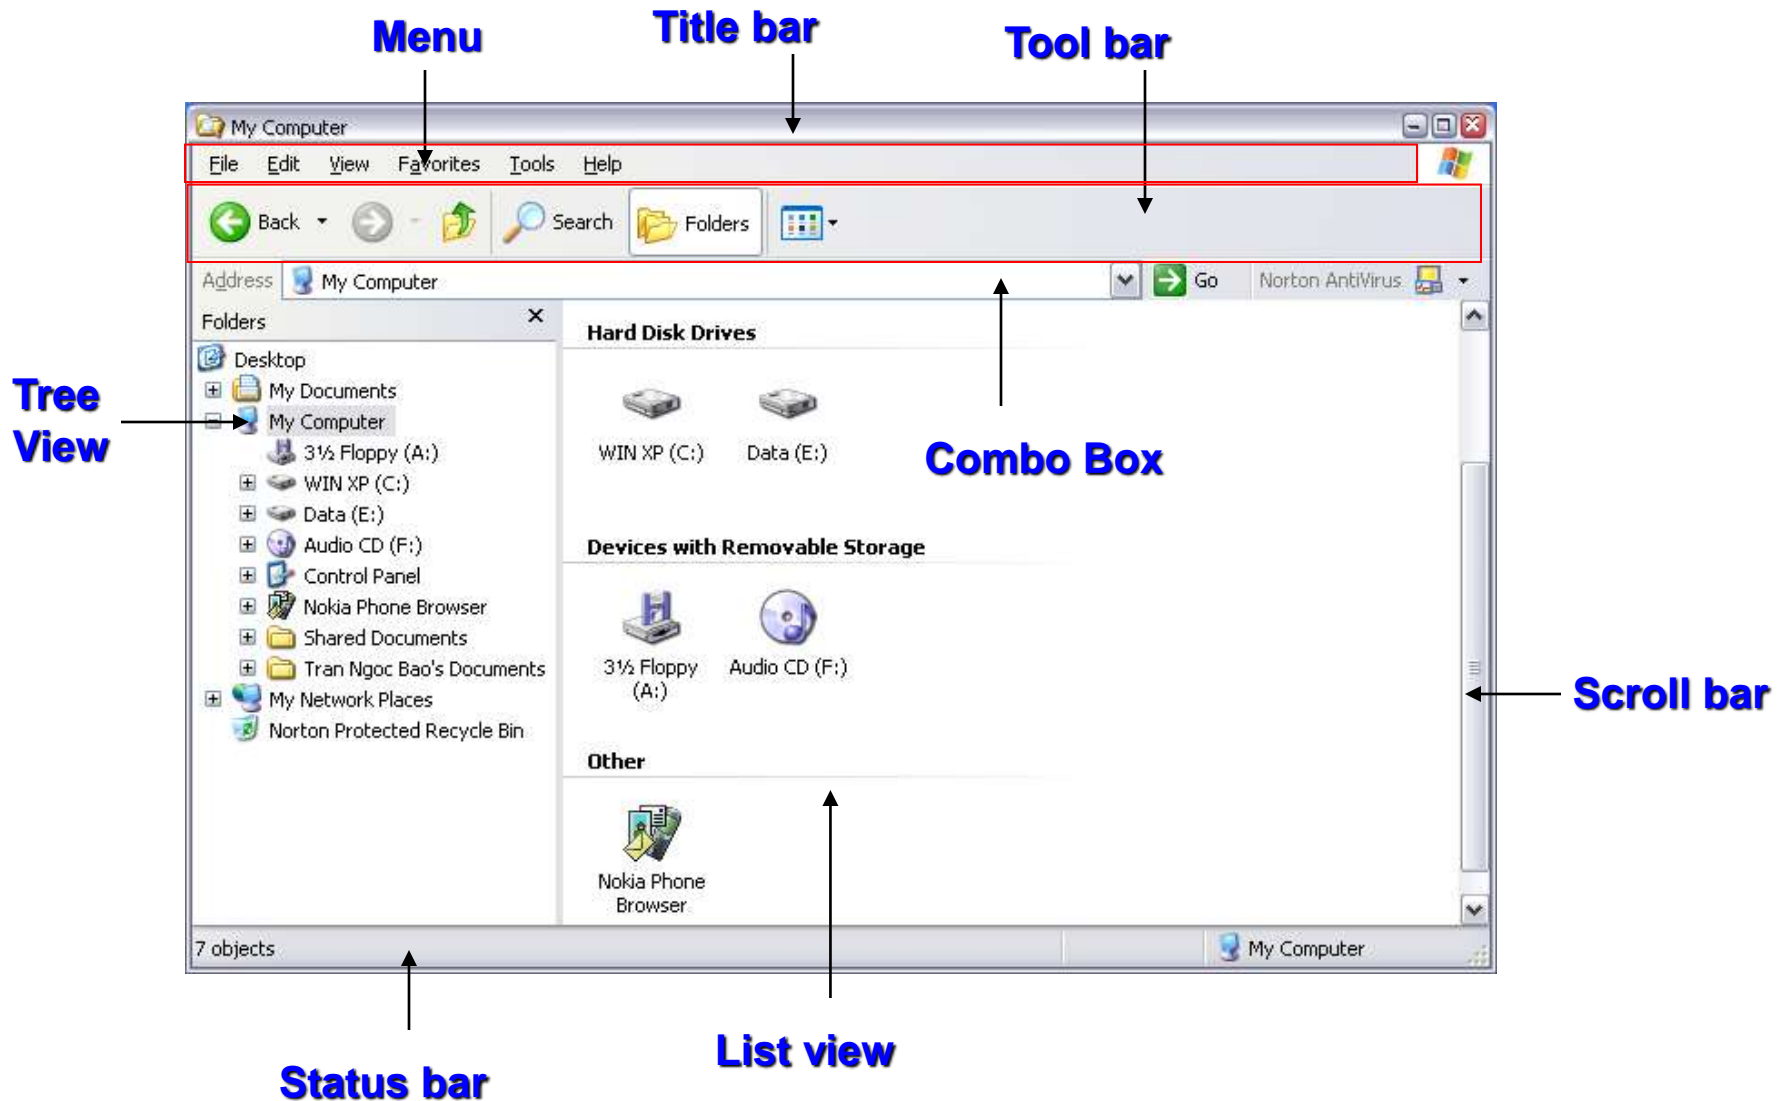 Menu
Title bar
Tool bar
My Computer
File Edit View Favorites Tools Help
Back Search Folders
Address My Computer Go Norton AntiVirus
Folders
Desktop
My Documents
My Computer
3½ Floppy (A:)
WIN XP (C:)
Data (E:)
Audio CD (F:)
Control Panel
Nokia Phone Browser
Shared Documents
Tran Ngoc Bao's Documents
My Network Places
Norton Protected Recycle Bin
Tree
View
Hard Disk Drives
WIN XP (C:) Data (E:)
Combo Box
Devices with Removable Storage
3½ Floppy
(A:)
Audio CD (F:)
Scroll bar
Other
Nokia Phone
Browser
7 objects My Computer
List view
Status bar